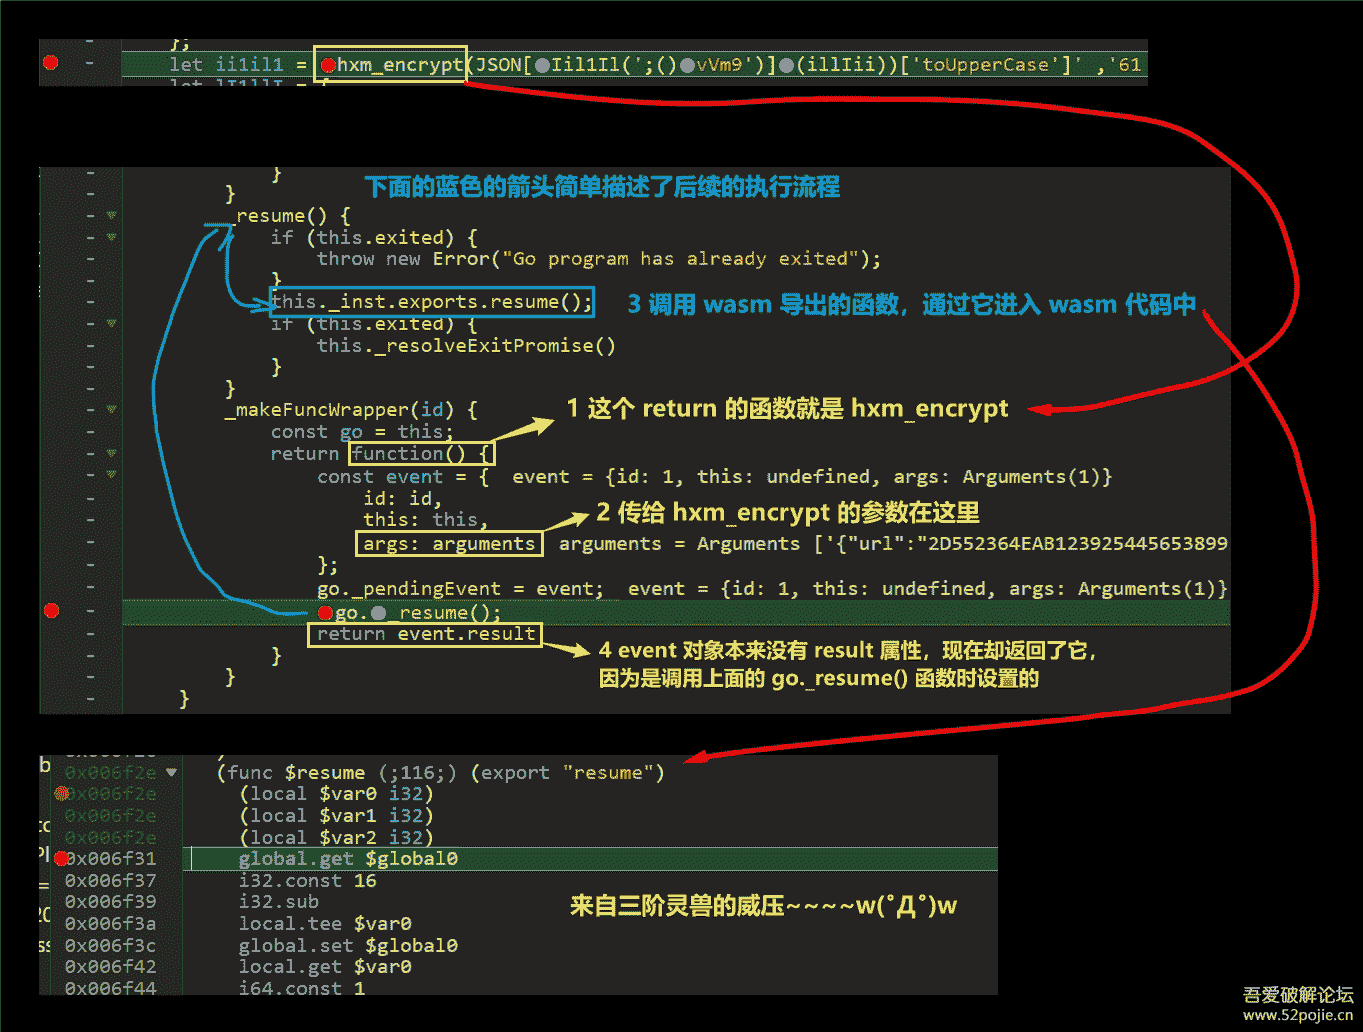 };
let ii1il1 = hxm_encrypt(JSON[Iil1Il(';()vVm9')](illIii))['toUpperCase']' ,'61
let lI1llI = {
}
下面的蓝色的箭头简单描述了后续的执行流程
}
_resume() {
if (this.exited) {
throw new Error("Go program has already exited");
}
this._inst.exports.resume();
3 调用 wasm 导出的函数，通过它进入 wasm 代码中
if (this.exited) {
this._resolveExitPromise()
}
}
_makeFuncWrapper(id) {
1 这个 return 的函数就是 hxm_encrypt
const go = this;
return function() {
const event = { event = {id: 1, this: undefined, args: Arguments(1)}
id: id,
this: this,
2 传给 hxm_encrypt 的参数在这里
args: arguments arguments = Arguments ['{"url":"2D552364EAB123925445653899
};
go._pendingEvent = event; event = {id: 1, this: undefined, args: Arguments(1)}
go._resume();
return event.result
4 event 对象本来没有 result 属性，现在却返回了它，
因为是调用上面的 go._resume() 函数时设置的
}
}
}
0x006f2e (func $resume (;116;) (export "resume")
0x006f2e (local $var0 i32)
0x006f2e (local $var1 i32)
0x006f2e (local $var2 i32)
0x006f31 global.get $global0
0x006f37 i32.const 16
0x006f39 i32.sub
来自三阶灵兽的威压~~~~w(ﾟДﾟ)w
0x006f3a local.tee $var0
0x006f3c global.set $global0
0x006f42 local.get $var0
0x006f44 i64.const 1
吾爱破解论坛
www.52pojie.cn